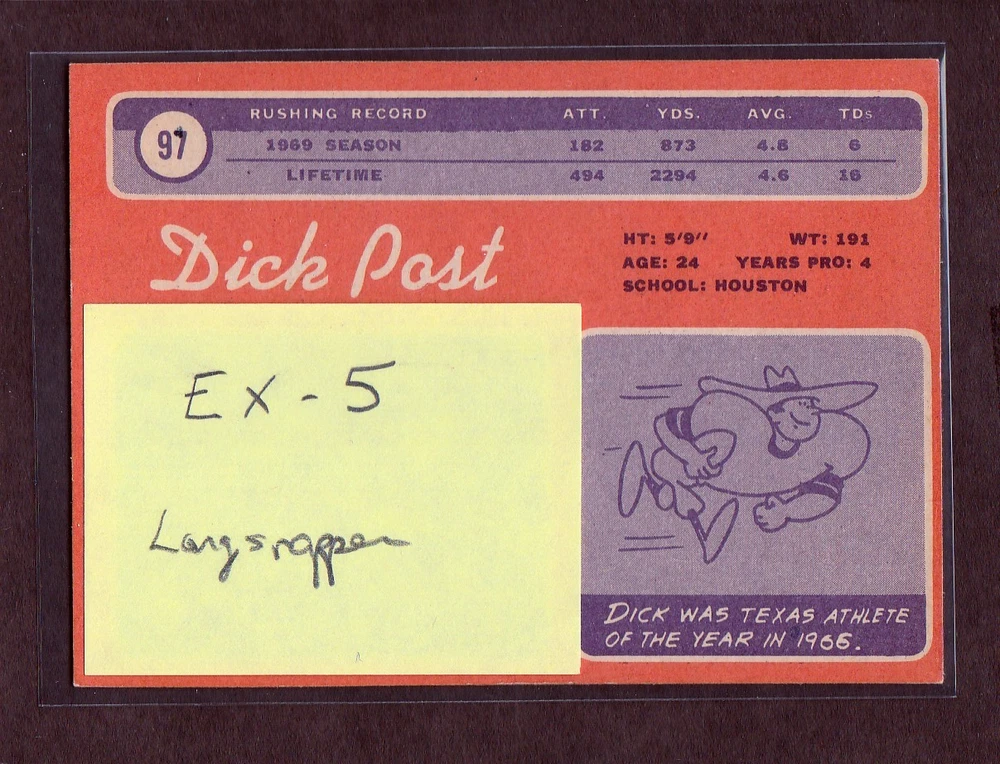 97
RUSHING RECORD ATT. YDS. AVG. TDs
1969 SEASON 182 873 4.8 6
LIFETIME 494 2294 4.6 16
Dick Post
HT: 5'9" WT: 191
AGE: 24 YEARS PRO: 4
SCHOOL: HOUSTON
EX - 5
Longsnapper
DICK WAS TEXAS ATHLETE
OF THE YEAR IN 1966.